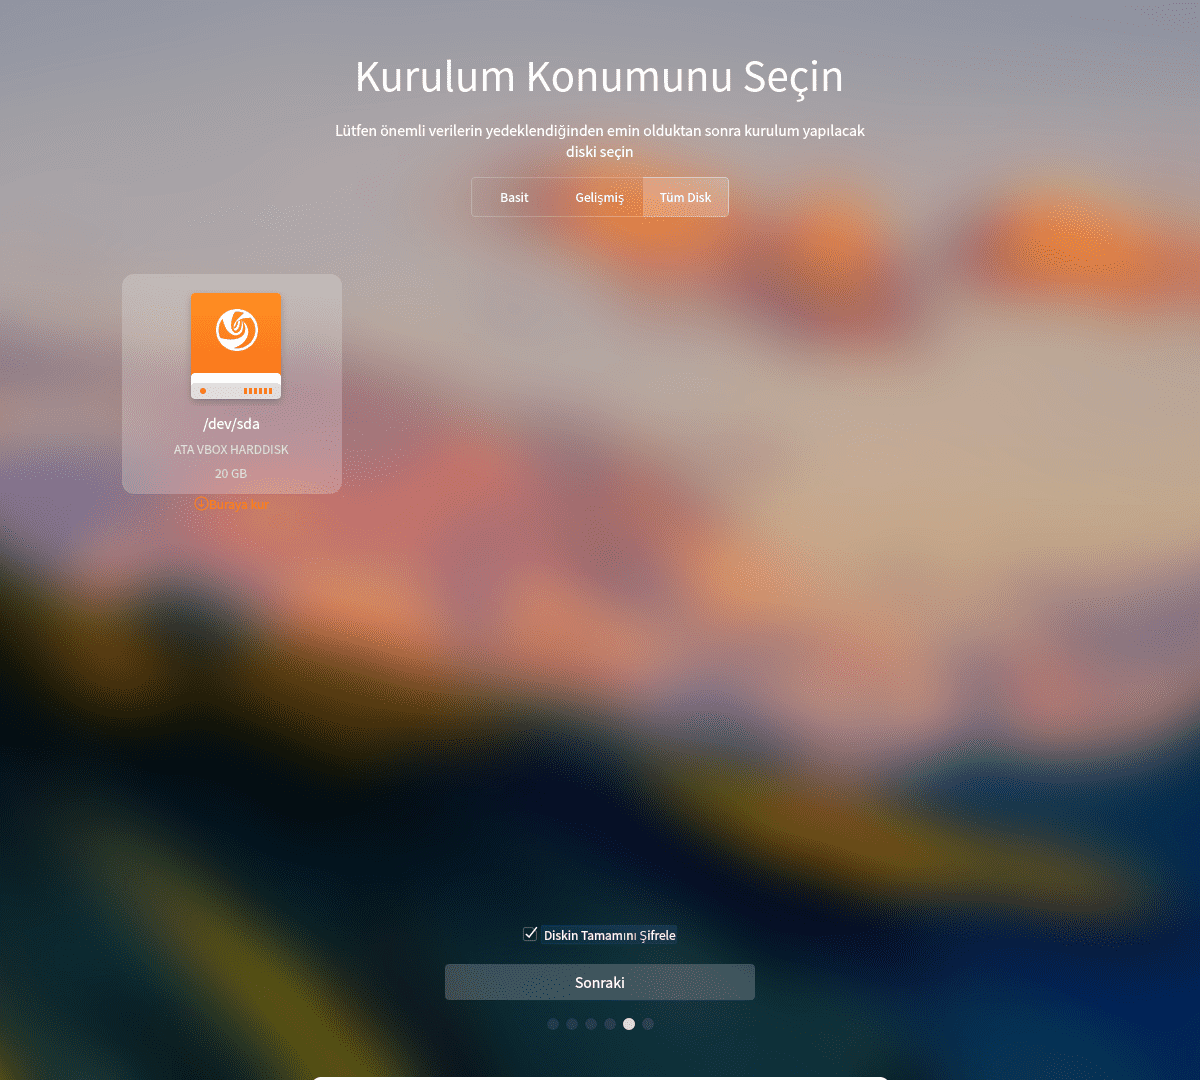 Kurulum Konumunu Seçin
Lütfen önemli verilerin yedeklendiğinden emin olduktan sonra kurulum yapılacak
diski seçin
Basit
Gelişmiş
Tüm Disk
/dev/sda
ATA VBOX HARDDISK
20 GB
Buraya kur
Diskin Tamamını Şifrele
Sonraki